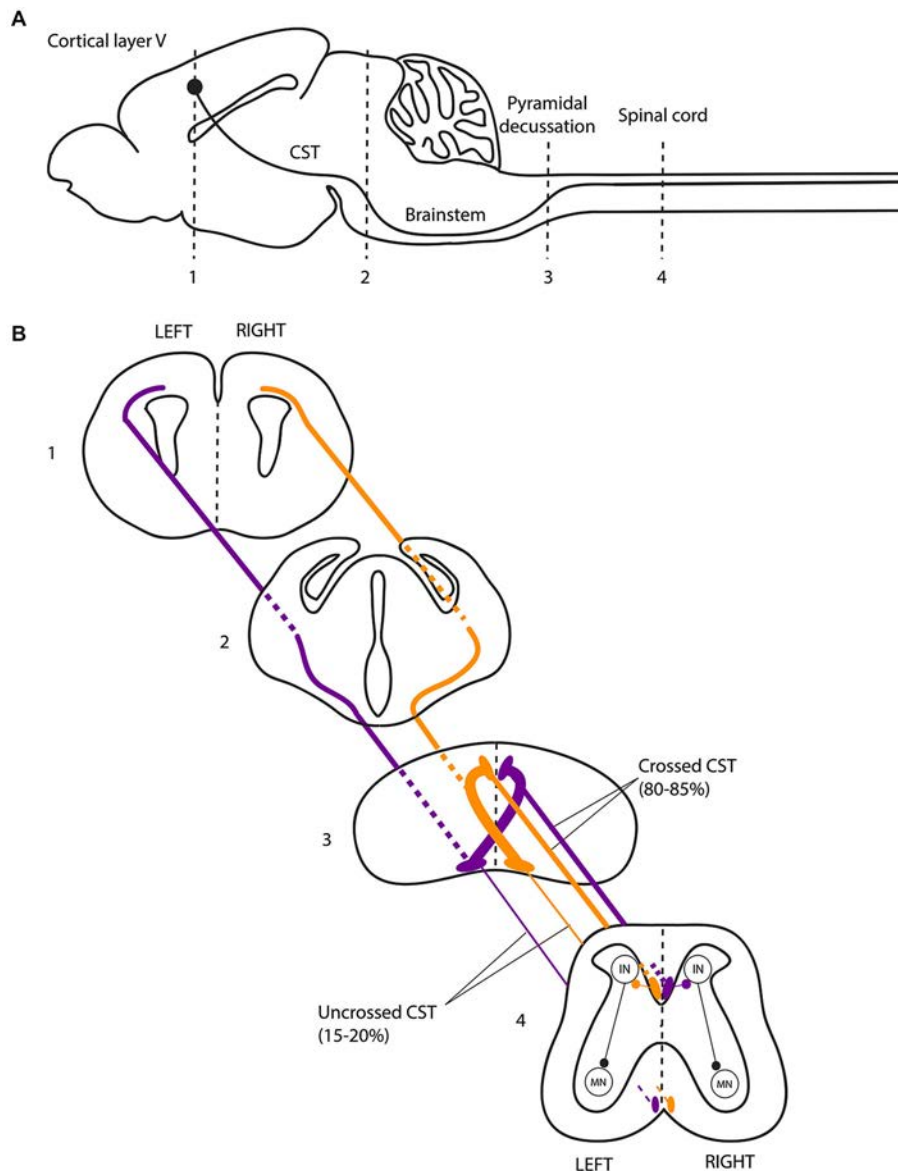 A
Cortical layer V
Pyramidal
decussation
Spinal cord
CST
Brainstem
1
2
3
4
B
LEFT
RIGHT
1
2
Crossed CST
(80-85%)
3
IN
IN
Uncrossed CST
(15-20%)
4
MN
MN
LEFT
RIGHT